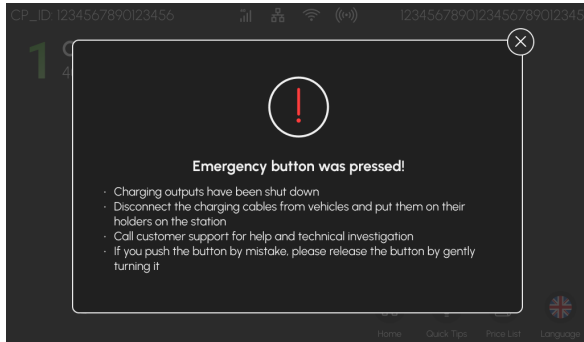 CP_ID: 1234567890123456
1234567890123456789012345
1
Emergency button was pressed!
· Charging outputs have been shut down
· Disconnect the charging cables from vehicles and put them on their
holders on the station
· Call customer support for help and technical investigation
· If you push the button by mistake, please release the button by gently
turning it
Home
Quick Tips
Price List
Language